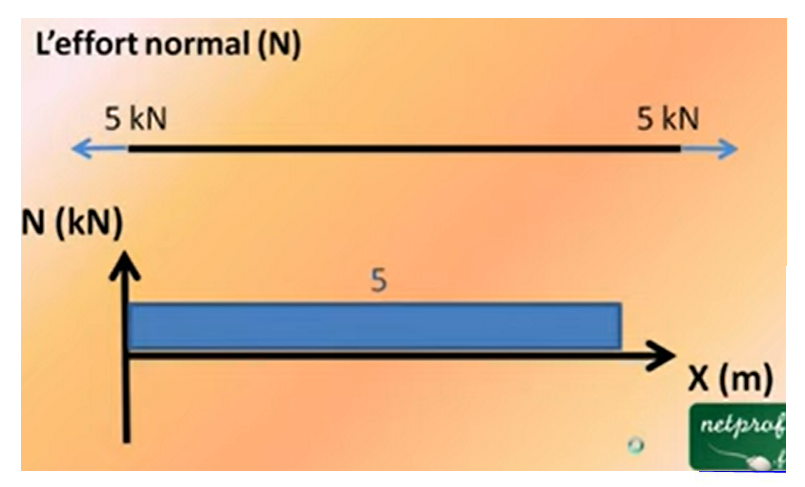 L'effort normal (N)
5 kN 5 kN
N (kN)
5
X (m)
netprof
.f